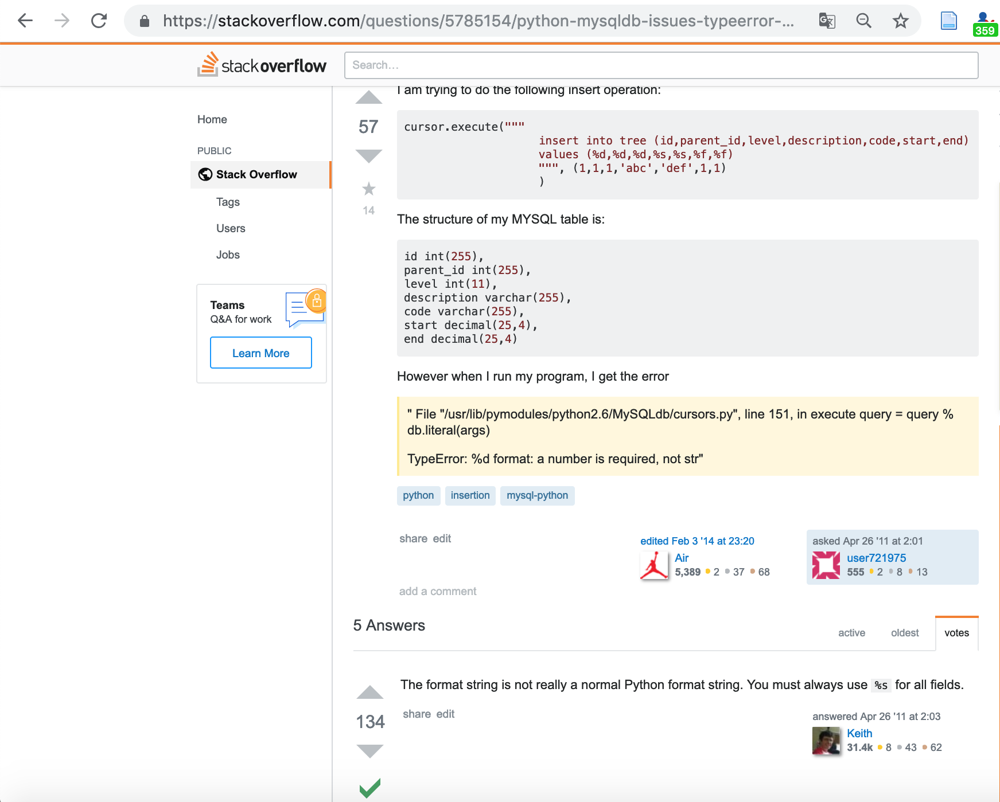 https://stackoverflow.com/questions/5785154/python-mysqldb-issues-typeerror-...
359
stackoverflow
Search...
Home
PUBLIC
Stack Overflow
Tags
Users
Jobs
Teams
Q&A for work
Learn More
57
14
I am trying to do the following insert operation:
cursor.execute("""
insert into tree (id,parent_id,level,description,code,start,end)
values (%d,%d,%d,%s,%s,%f,%f)
""", (1,1,1,'abc','def',1,1)
)
The structure of my MYSQL table is:
id int(255),
parent_id int(255),
level int(11),
description varchar(255),
code varchar(255),
start decimal(25,4),
end decimal(25,4)
However when I run my program, I get the error
" File "/usr/lib/pymodules/python2.6/MySQLdb/cursors.py", line 151, in execute query = query %
db.literal(args)
TypeError: %d format: a number is required, not str"
python insertion mysql-python
share edit
edited Feb 3 '14 at 23:20
Air
5,389 2 37 68
asked Apr 26 '11 at 2:01
user721975
555 2 8 13
add a comment
5 Answers
active oldest votes
134
The format string is not really a normal Python format string. You must always use %s for all fields.
share edit
answered Apr 26 '11 at 2:03
Keith
31.4k 8 43 62